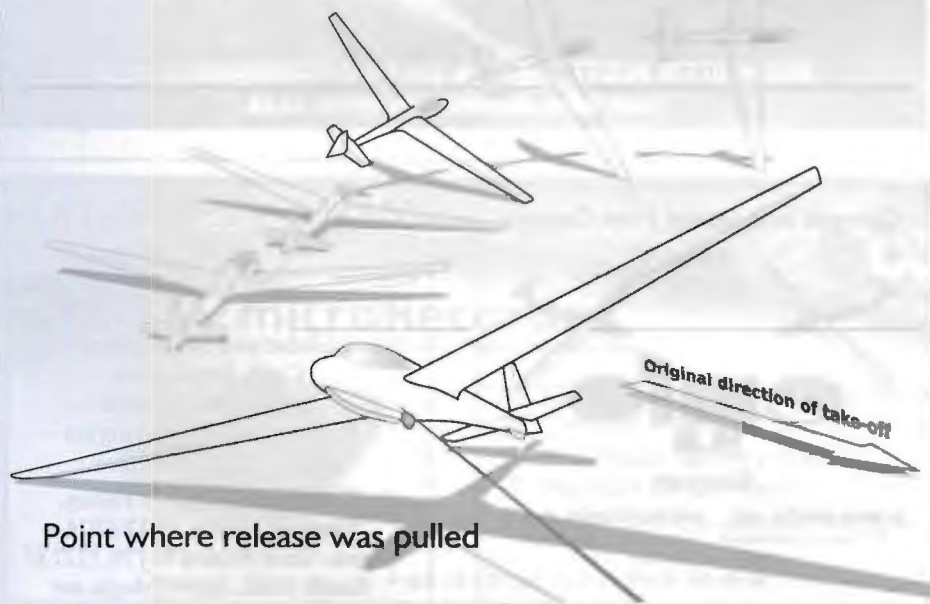 Original direction of take-off
Point where release was pulled